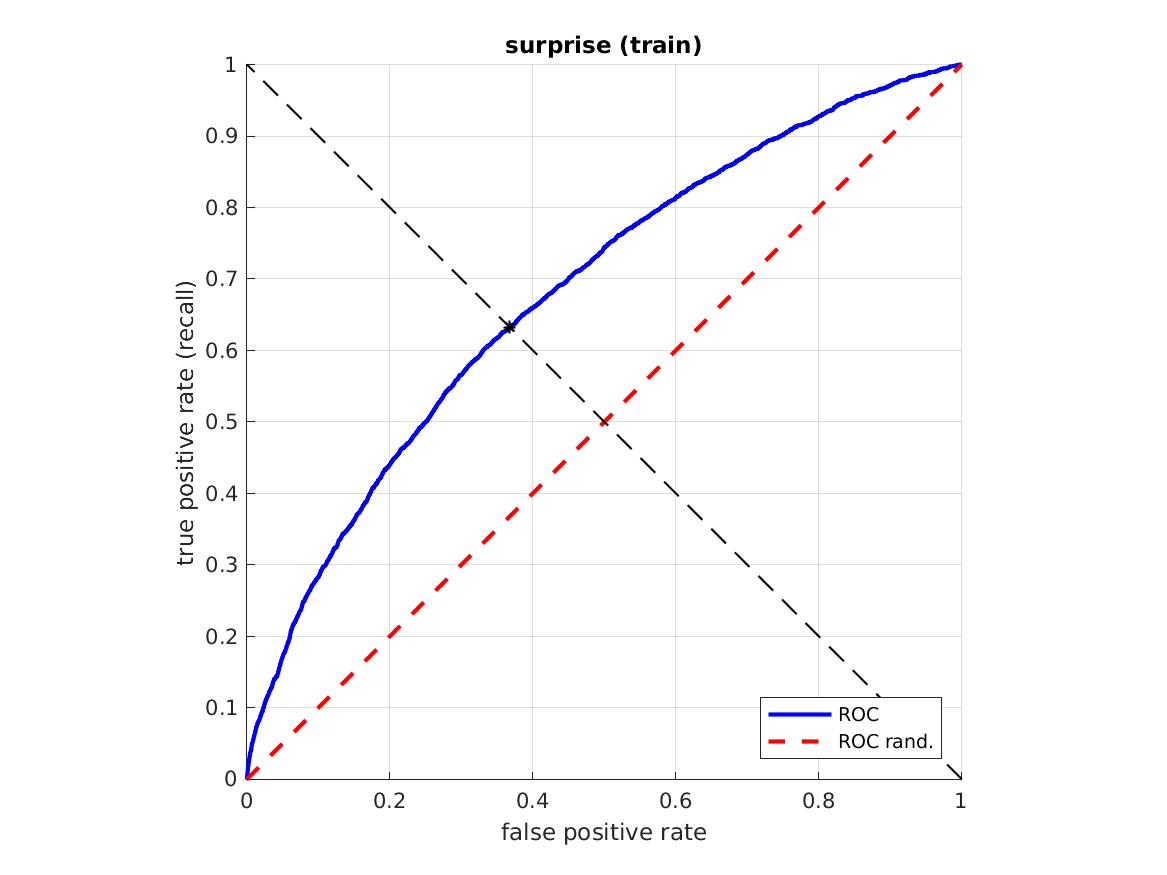 surprise (train)
1
0.9
0.8
0.7
0.6
0.5
0.4
0.3
0.2
0.1
0
true positive rate (recall)
ROC
ROC rand.
0 0.2 0.4 0.6 0.8 1
false positive rate